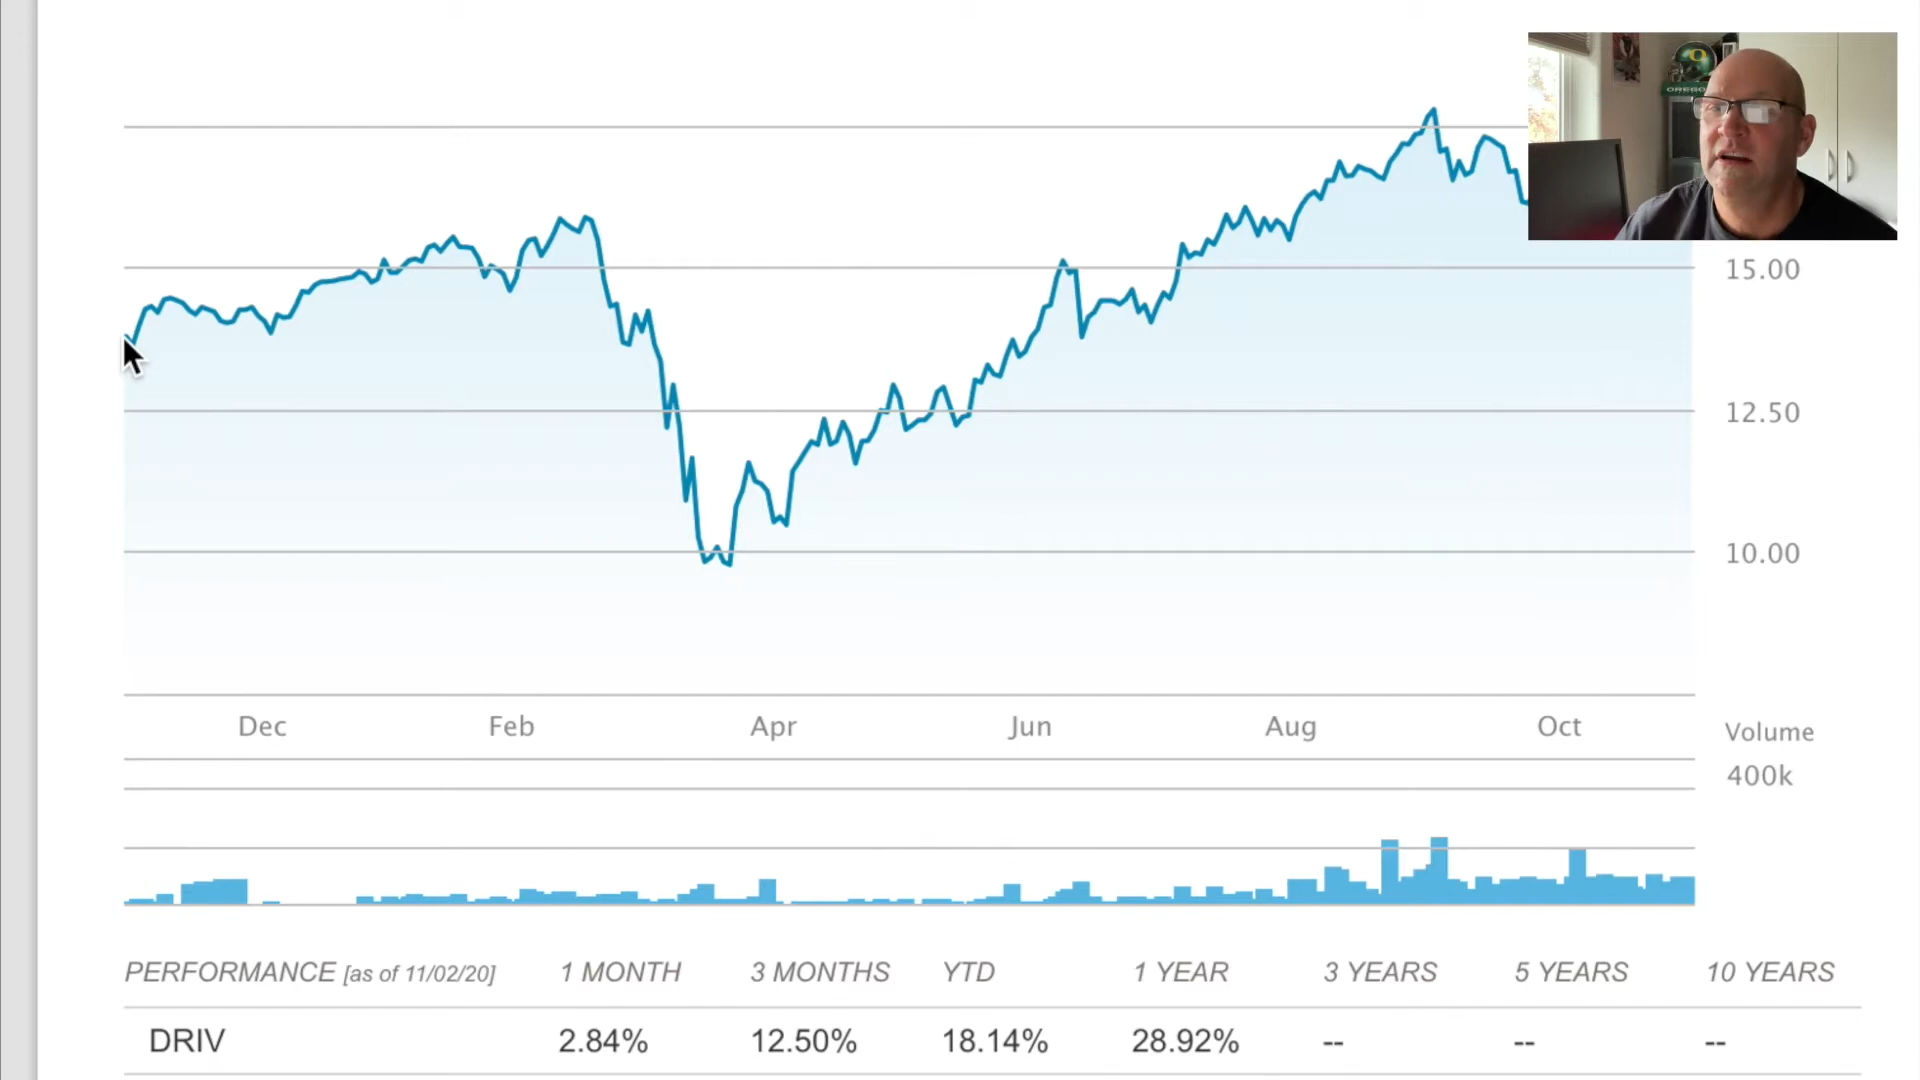 OREGO
15.00
12.50
10.00
Dec Feb Apr Jun Aug Oct
Volume
400k
PERFORMANCE [as of 11/02/20] 1 MONTH 3 MONTHS YTD 1 YEAR 3 YEARS 5 YEARS 10 YEARS
DRIV 2.84% 12.50% 18.14% 28.92% -- -- --